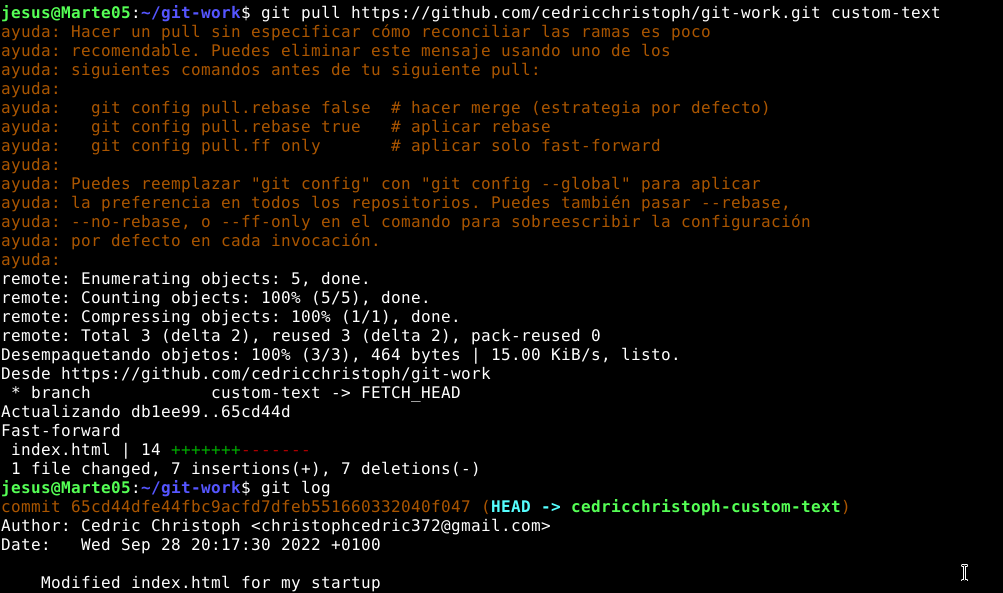 jesus@Marte05:~/git-work$ git pull https://github.com/cedricchristoph/git-work.git custom-text
ayuda: Hacer un pull sin especificar cómo reconciliar las ramas es poco
ayuda: recomendable. Puedes eliminar este mensaje usando uno de los
ayuda: siguientes comandos antes de tu siguiente pull:
ayuda:
ayuda:   git config pull.rebase false  # hacer merge (estrategia por defecto)
ayuda:   git config pull.rebase true   # aplicar rebase
ayuda:   git config pull.ff only       # aplicar solo fast-forward
ayuda:
ayuda: Puedes reemplazar "git config" con "git config --global" para aplicar
ayuda: la preferencia en todos los repositorios. Puedes también pasar --rebase,
ayuda: --no-rebase, o --ff-only en el comando para sobreescribir la configuración
ayuda: por defecto en cada invocación.
ayuda:
remote: Enumerating objects: 5, done.
remote: Counting objects: 100% (5/5), done.
remote: Compressing objects: 100% (1/1), done.
remote: Total 3 (delta 2), reused 3 (delta 2), pack-reused 0
Desempaquetando objetos: 100% (3/3), 464 bytes | 15.00 KiB/s, listo.
Desde https://github.com/cedricchristoph/git-work
 * branch            custom-text -> FETCH_HEAD
Actualizando db1ee99..65cd44d
Fast-forward
 index.html | 14 +++++++-------
 1 file changed, 7 insertions(+), 7 deletions(-)
jesus@Marte05:~/git-work$ git log
commit 65cd44dfe44fbc9acfd7dfeb551660332040f047 (HEAD -> cedricchristoph-custom-text)
Author: Cedric Christoph <christophcedric372@gmail.com>
Date:   Wed Sep 28 20:17:30 2022 +0100
    Modified index.html for my startup